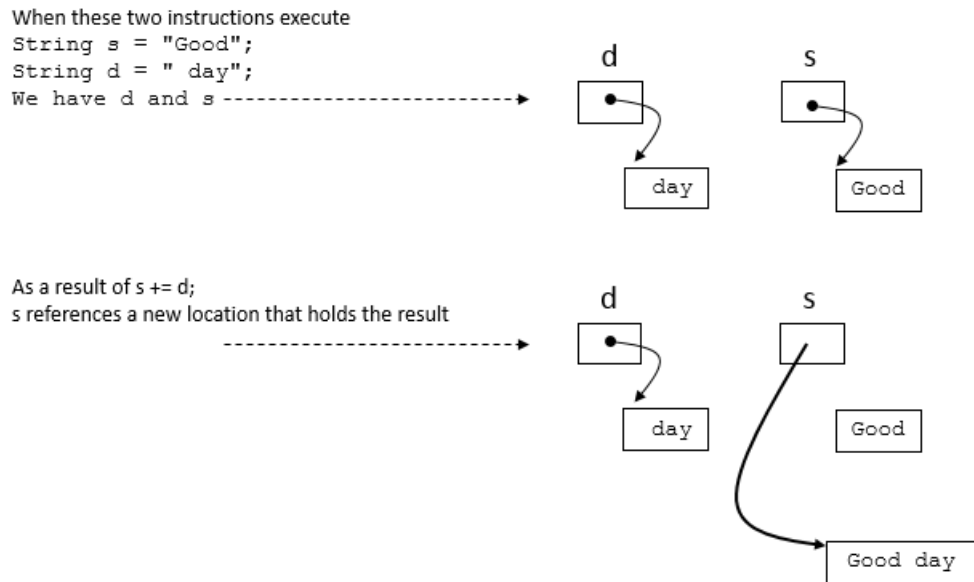 When these two instructions execute
String s = "Good";
String d = " day";
We have d and s
d s
day Good
As a result of s += d;
s references a new location that holds the result
d s
day Good
Good day